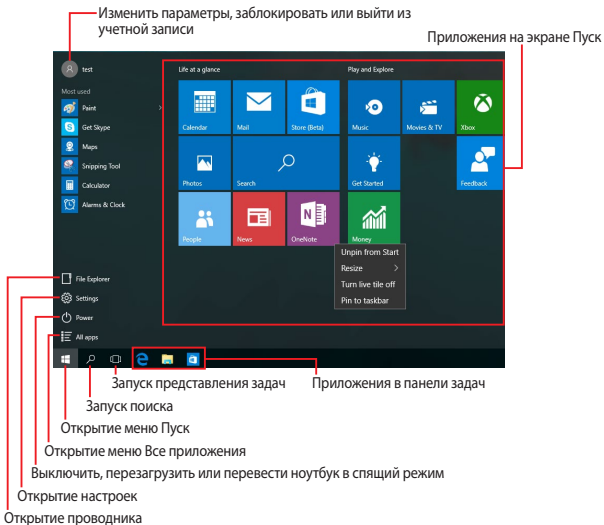 Изменить параметры, заблокировать или выйти из
учетной записи
Приложения на экране Пуск
test
Life at a glance
Play and Explore
Most used
Paint
Get Skype
Maps
Snipping Tool
Calculator
Alarms & Clock
Calendar
Mail
Store (Beta)
Music
Movies & TV
Xbox
Photos
Search
Get Started
Feedback
People
News
OneNote
Money
Unpin from Start
Resize
Turn live tile off
Pin to taskbar
File Explorer
Settings
Power
All apps
Запуск представления задач
Приложения в панели задач
Запуск поиска
Открытие меню Пуск
Открытие меню Все приложения
Выключить, перезагрузить или перевести ноутбук в спящий режим
Открытие настроек
Открытие проводника